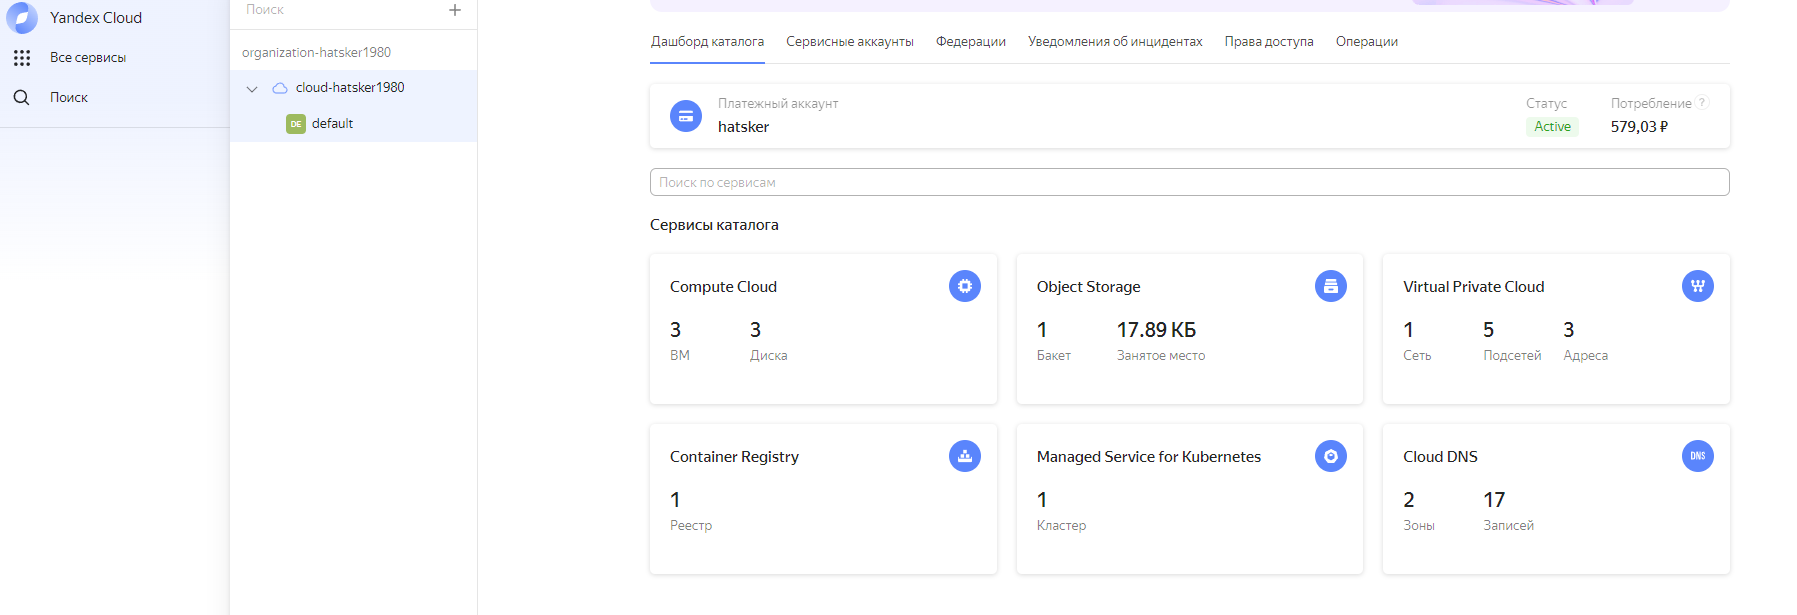 Yandex Cloud
Все сервисы
Поиск
Поиск
organization-hatsker1980
cloud-hatsker1980
DE default
Дашборд каталога Сервисные аккаунты Федерации Уведомления об инцидентах Права доступа Операции
Платежный аккаунт
hatsker
Статус
Active
Потребление ?
579,03 ₽
Поиск по сервисам
Сервисы каталога
Compute Cloud
3 3
ВМ Диска
Object Storage
1 17.89 КБ
Бакет Занятое место
Virtual Private Cloud
1 5 3
Сеть Подсетей Адреса
Container Registry
1
Реестр
Managed Service for Kubernetes
1
Кластер
Cloud DNS
DNS
2 17
Зоны Записей